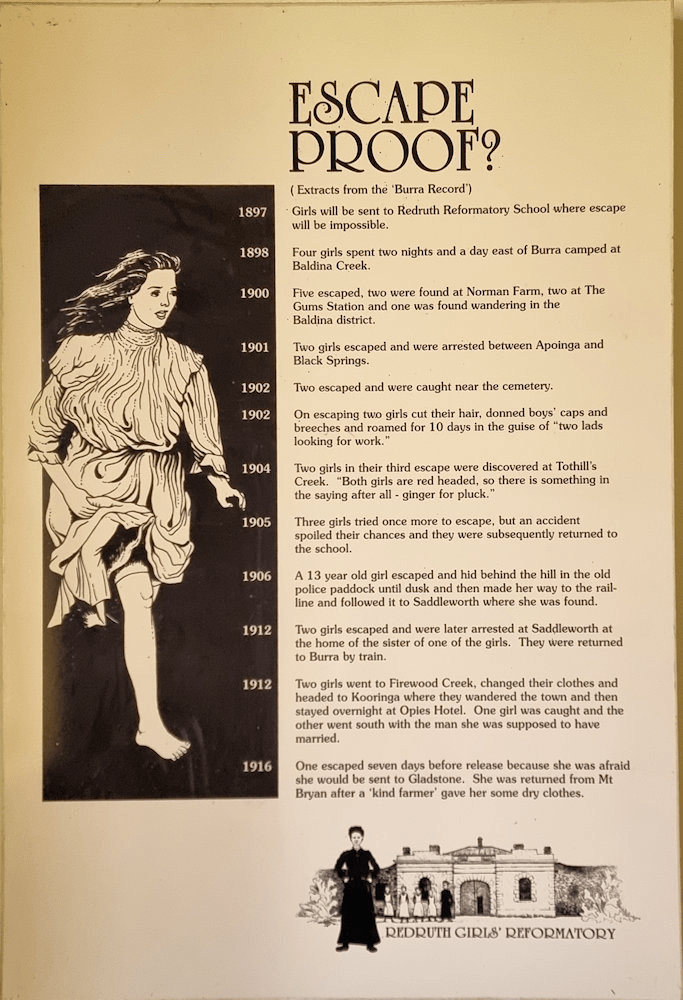 ESCAPE
PROOF?
( Extracts from the 'Burra Record')
1897 Girls will be sent to Redruth Reformatory School where escape
will be impossible.
1898 Four girls spent two nights and a day east of Burra camped at
Baldina Creek.
1900 Five escaped, two were found at Norman Farm, two at The
Gums Station and one was found wandering in the
Baldina district.
1901 Two girls escaped and were arrested between Apoinga and
Black Springs.
1902 Two escaped and were caught near the cemetery.
1902 On escaping two girls cut their hair, donned boys' caps and
breeches and roamed for 10 days in the guise of "two lads
looking for work."
1904 Two girls in their third escape were discovered at Tothill's
Creek. "Both girls are red headed, so there is something in
the saying after all - ginger for pluck."
1905 Three girls tried once more to escape, but an accident
spoiled their chances and they were subsequently returned to
the school.
1906 A 13 year old girl escaped and hid behind the hill in the old
police paddock until dusk and then made her way to the rail-
line and followed it to Saddleworth where she was found.
1912 Two girls escaped and were later arrested at Saddleworth at
the home of the sister of one of the girls. They were returned
to Burra by train.
1912 Two girls went to Firewood Creek, changed their clothes and
headed to Kooringa where they wandered the town and then
stayed overnight at Opies Hotel. One girl was caught and the
other went south with the man she was supposed to have
married.
1916 One escaped seven days before release because she was afraid
she would be sent to Gladstone. She was returned from Mt
Bryan after a 'kind farmer' gave her some dry clothes.
REDRUTH GIRLS' REFORMATORY